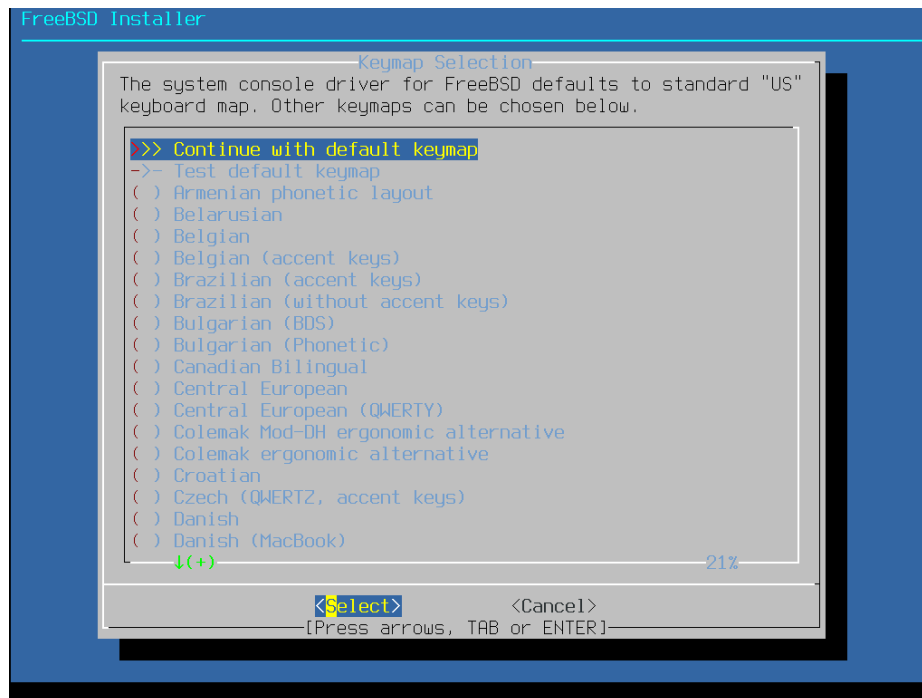 FreeBSD Installer
Keymap Selection
The system console driver for FreeBSD defaults to standard "US"
keyboard map. Other keymaps can be chosen below.
>>> Continue with default keymap
->- Test default keymap
( ) Armenian phonetic layout
( ) Belarusian
( ) Belgian
( ) Belgian (accent keys)
( ) Brazilian (accent keys)
( ) Brazilian (without accent keys)
( ) Bulgarian (BDS)
( ) Bulgarian (Phonetic)
( ) Canadian Bilingual
( ) Central European
( ) Central European (QWERTY)
( ) Colemak Mod-DH ergonomic alternative
( ) Colemak ergonomic alternative
( ) Croatian
( ) Czech (QWERTZ, accent keys)
( ) Danish
( ) Danish (MacBook)
↓(+) 21%
<Select> <Cancel>
[Press arrows, TAB or ENTER]